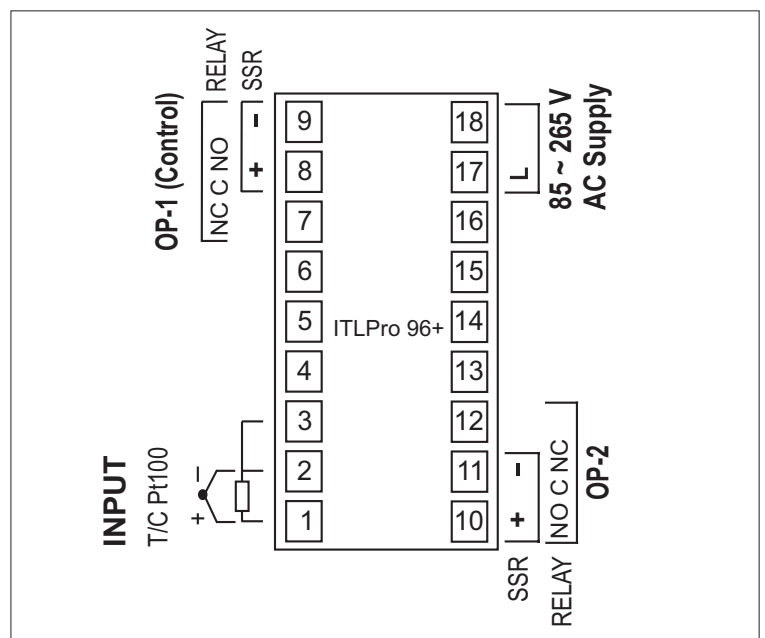 OP-1 (Control)
RELAY
NC C NO
SSR
+ -
9
8
7
6
5
4
3
2
1
ITLPro 96+
18
17
16
15
14
13
12
11
10
L
85 ~ 265 V
AC Supply
INPUT
T/C Pt100
+ -
SSR
+ -
RELAY
NO C NC
OP-2